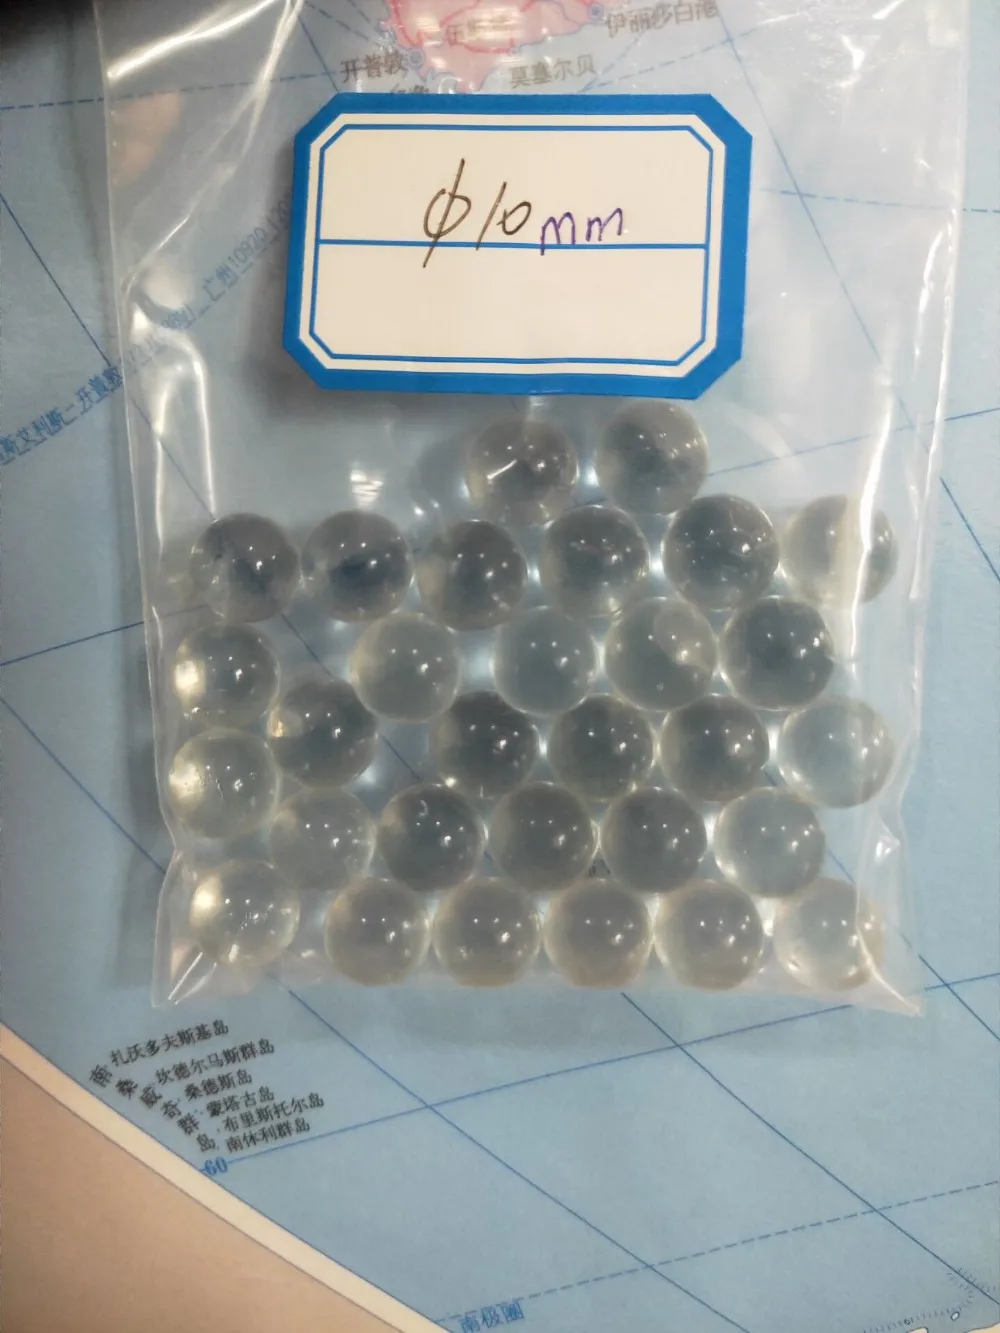 伊丽莎白港
开普敦
莫塞尔贝
φ10mm
扎沃多夫斯基岛
坎德尔马斯群岛
桑德斯岛
蒙塔古岛
布里斯托尔岛
南休利群岛
南桑威奇群岛
60
南极圈